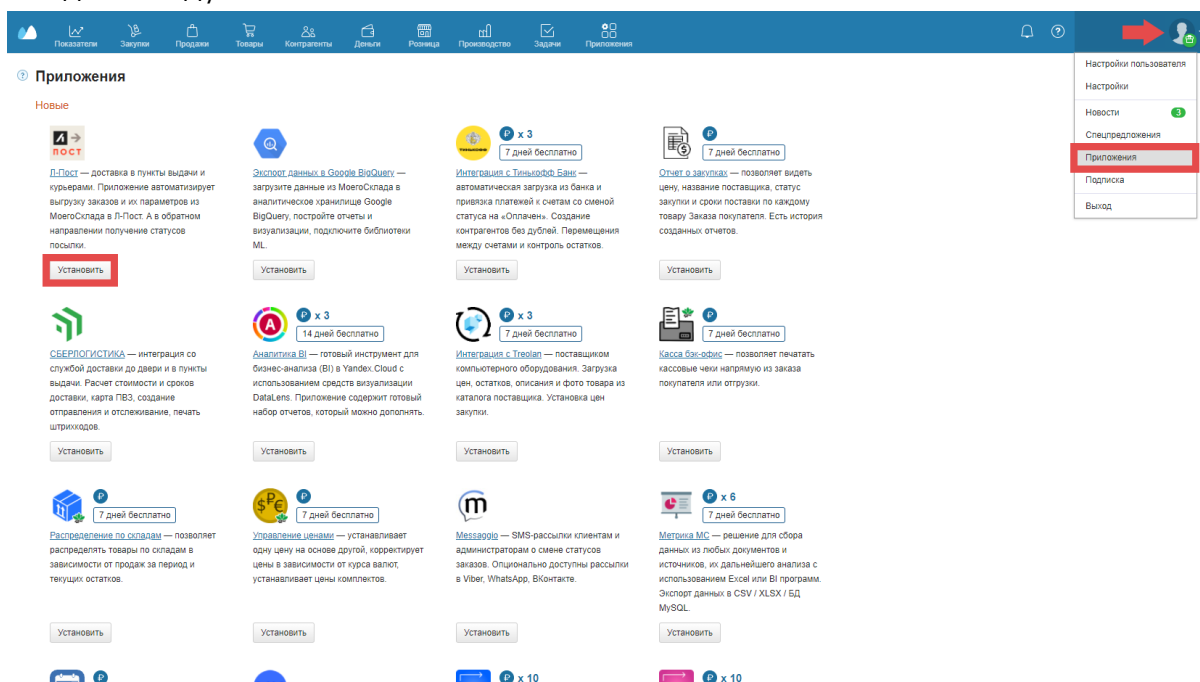 Показатели
Закупки
Продажи
Товары
Контрагенты
Деньги
Розница
Производство
Задачи
Приложения
Настройки пользователя
Настройки
Новости 3
Спецпредложения
Приложения
Подписка
Выход
Приложения
Новые
ПОСТ
Л-Пост — доставка в пункты выдачи и
курьерами. Приложение автоматизирует
выгрузку заказов и их параметров из
МоегоСклада в Л-Пост. А в обратном
направлении получение статусов
посылки.
Установить
Экспорт данных в Google BigQuery —
загрузите данные из МоегоСклада в
аналитическое хранилище Google
BigQuery, постройте отчеты и
визуализации, подключите библиотеки
ML.
Установить
ТИНЬКОФФ
₽ x 3
7 дней бесплатно
Интеграция с Тинькофф Банк —
автоматическая загрузка из банка и
привязка платежей к счетам со сменой
статуса на «Оплачен». Создание
контрагентов без дублей. Перемещения
между счетами и контроль остатков.
Установить
₽
7 дней бесплатно
Отчет о закупках — позволяет видеть
цену, название поставщика, статус
закупки и сроки поставки по каждому
товару Заказа покупателя. Есть история
созданных отчетов.
Установить
СБЕРЛОГИСТИКА — интеграция со
службой доставки до двери и в пункты
выдачи. Расчет стоимости и сроков
доставки, карта ПВЗ, создание
отправления и отслеживание, печать
штрихкодов.
Установить
A
₽ x 3
14 дней бесплатно
Аналитика BI — готовый инструмент для
бизнес-анализа (BI) в Yandex.Cloud с
использованием средств визуализации
DataLens. Приложение содержит готовый
набор отчетов, который можно дополнять.
Установить
₽ x 3
7 дней бесплатно
Интеграция с Treolan — поставщиком
компьютерного оборудования. Загрузка
цен, остатков, описания и фото товара из
каталога поставщика. Установка цен
закупки.
Установить
₽
7 дней бесплатно
Касса бэк-офис — позволяет печатать
кассовые чеки напрямую из заказа
покупателя или отгрузки.
Установить
₽
7 дней бесплатно
Распределение по складам — позволяет
распределять товары по складам в
зависимости от продаж за период и
текущих остатков.
Установить
$₽€
₽
7 дней бесплатно
Управление ценами — устанавливает
одну цену на основе другой, корректирует
цены в зависимости от курса валют,
устанавливает цены комплектов.
Установить
m
Messaggio — SMS-рассылки клиентам и
администраторам о смене статусов
заказов. Опционально доступны рассылки
в Viber, WhatsApp, ВКонтакте.
Установить
₽ x 6
7 дней бесплатно
Метрика МС — решение для сбора
данных из любых документов и
источников, их дальнейшего анализа с
использованием Excel или BI программ.
Экспорт данных в CSV / XLSX / БД
MySQL.
Установить
₽
₽ x 10
₽ x 10